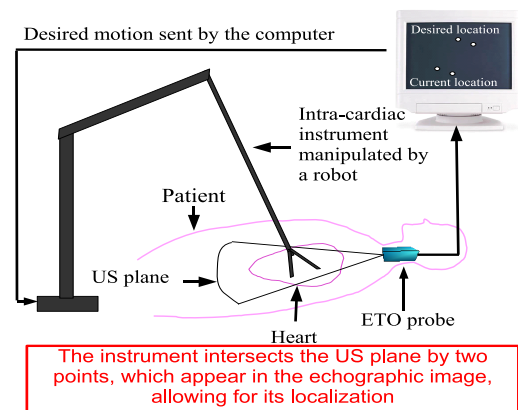 Desired motion sent by the computer
Desired location
Current location
Intra-cardiac
instrument
manipulated by
a robot
Patient
US plane
ETO probe
Heart
The instrument intersects the US plane by two
points, which appear in the echographic image,
allowing for its localization